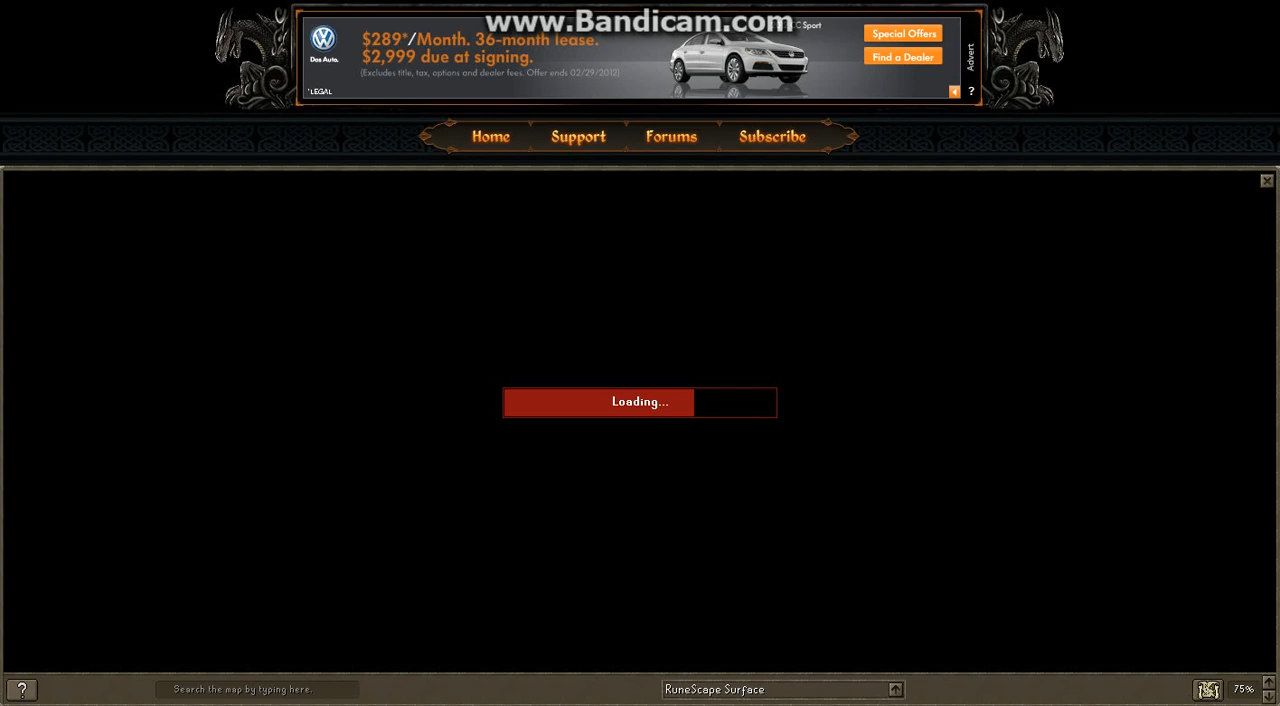 www.Bandicam.com
CC Sport
$289*/Month. 36-month lease.
$2,999 due at signing.
(Excludes title, tax, options and dealer fees. Offer ends 02/29/2012)
Das Auto.
*LEGAL
Special Offers
Find a Dealer
Advert
?
Home
Support
Forums
Subscribe
Loading...
?
Search the map by typing here.
RuneScape Surface
75%